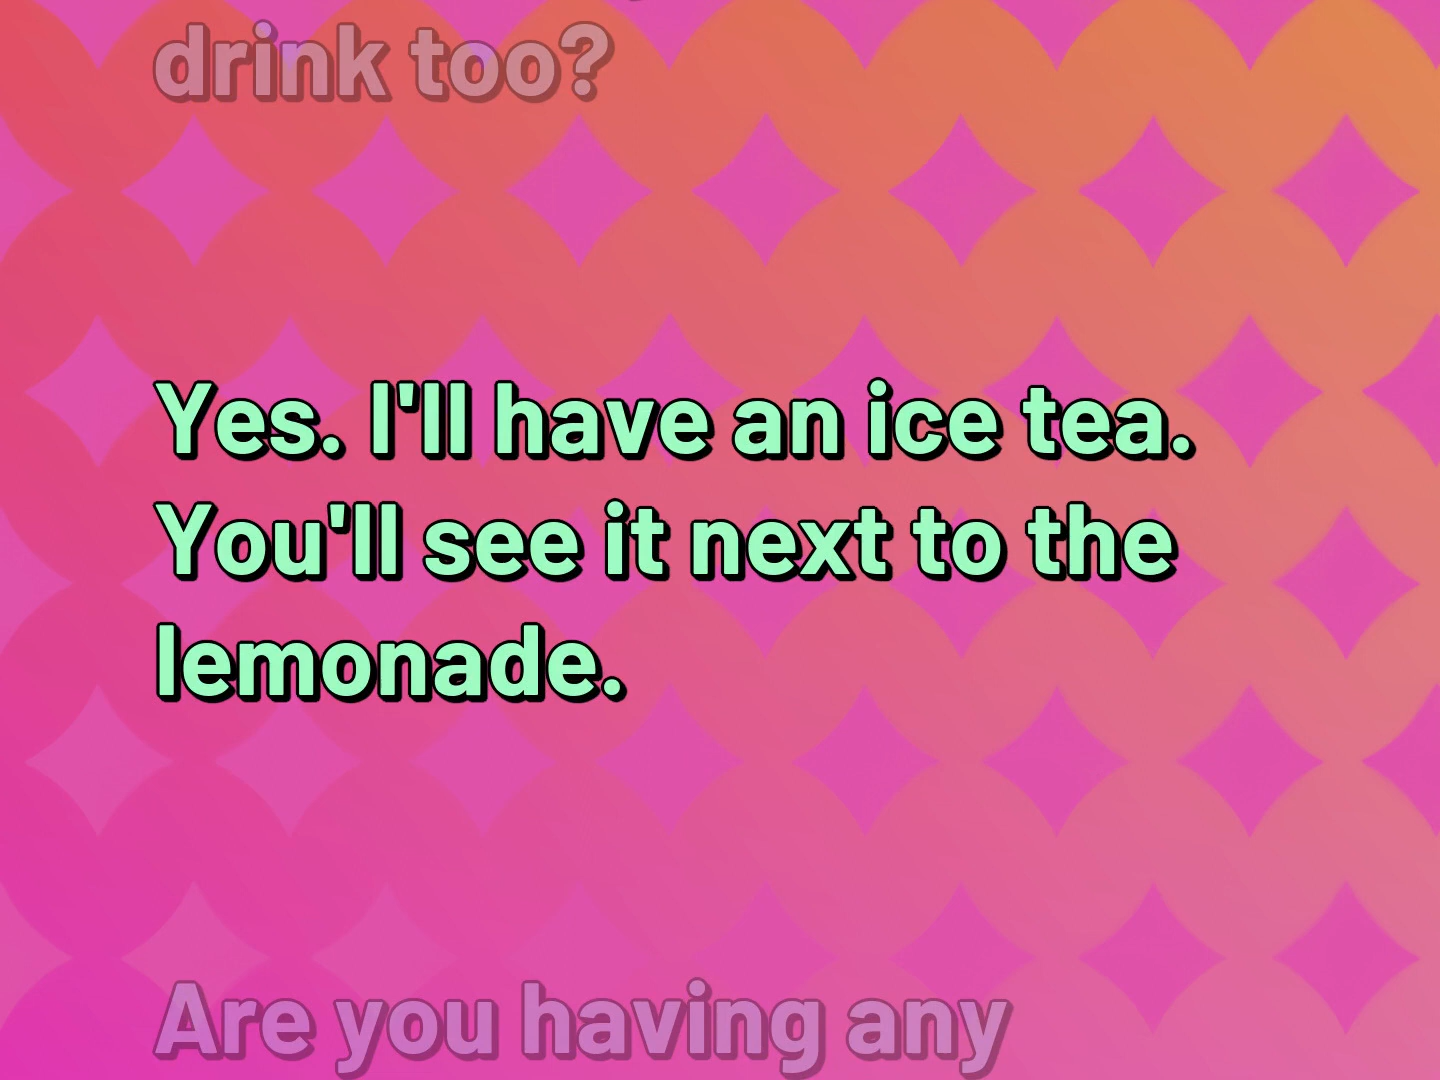 drink too?
Yes. I'll have an ice tea.
You'll see it next to the
lemonade.
Are you having any